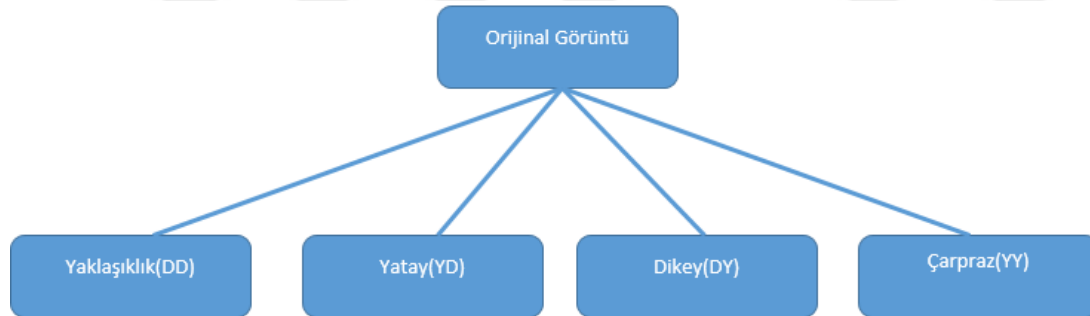 Orijinal Görüntü
Yaklaşıklık(DD)
Yatay(YD)
Dikey(DY)
Çarpraz(YY)